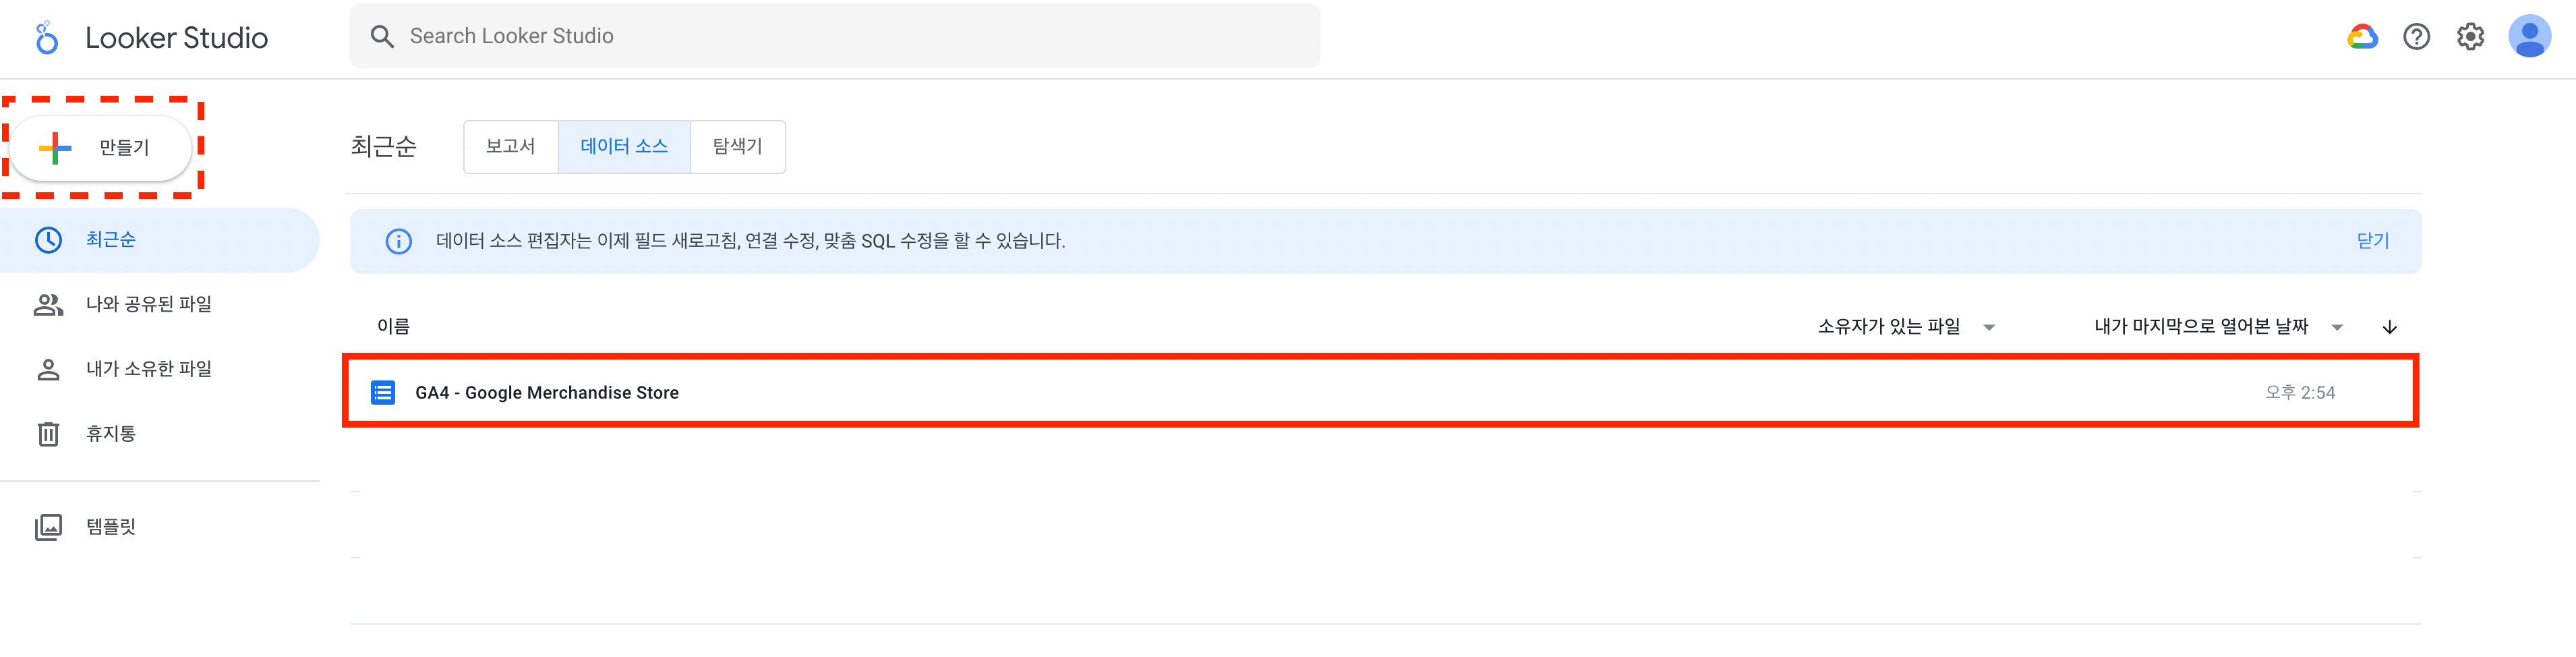 Looker Studio
Search Looker Studio
만들기
최근순
나와 공유된 파일
내가 소유한 파일
휴지통
템플릿
최근순 보고서 데이터 소스 탐색기
데이터 소스 편집자는 이제 필드 새로고침, 연결 수정, 맞춤 SQL 수정을 할 수 있습니다. 닫기
이름 소유자가 있는 파일 내가 마지막으로 열어본 날짜
GA4 - Google Merchandise Store 오후 2:54